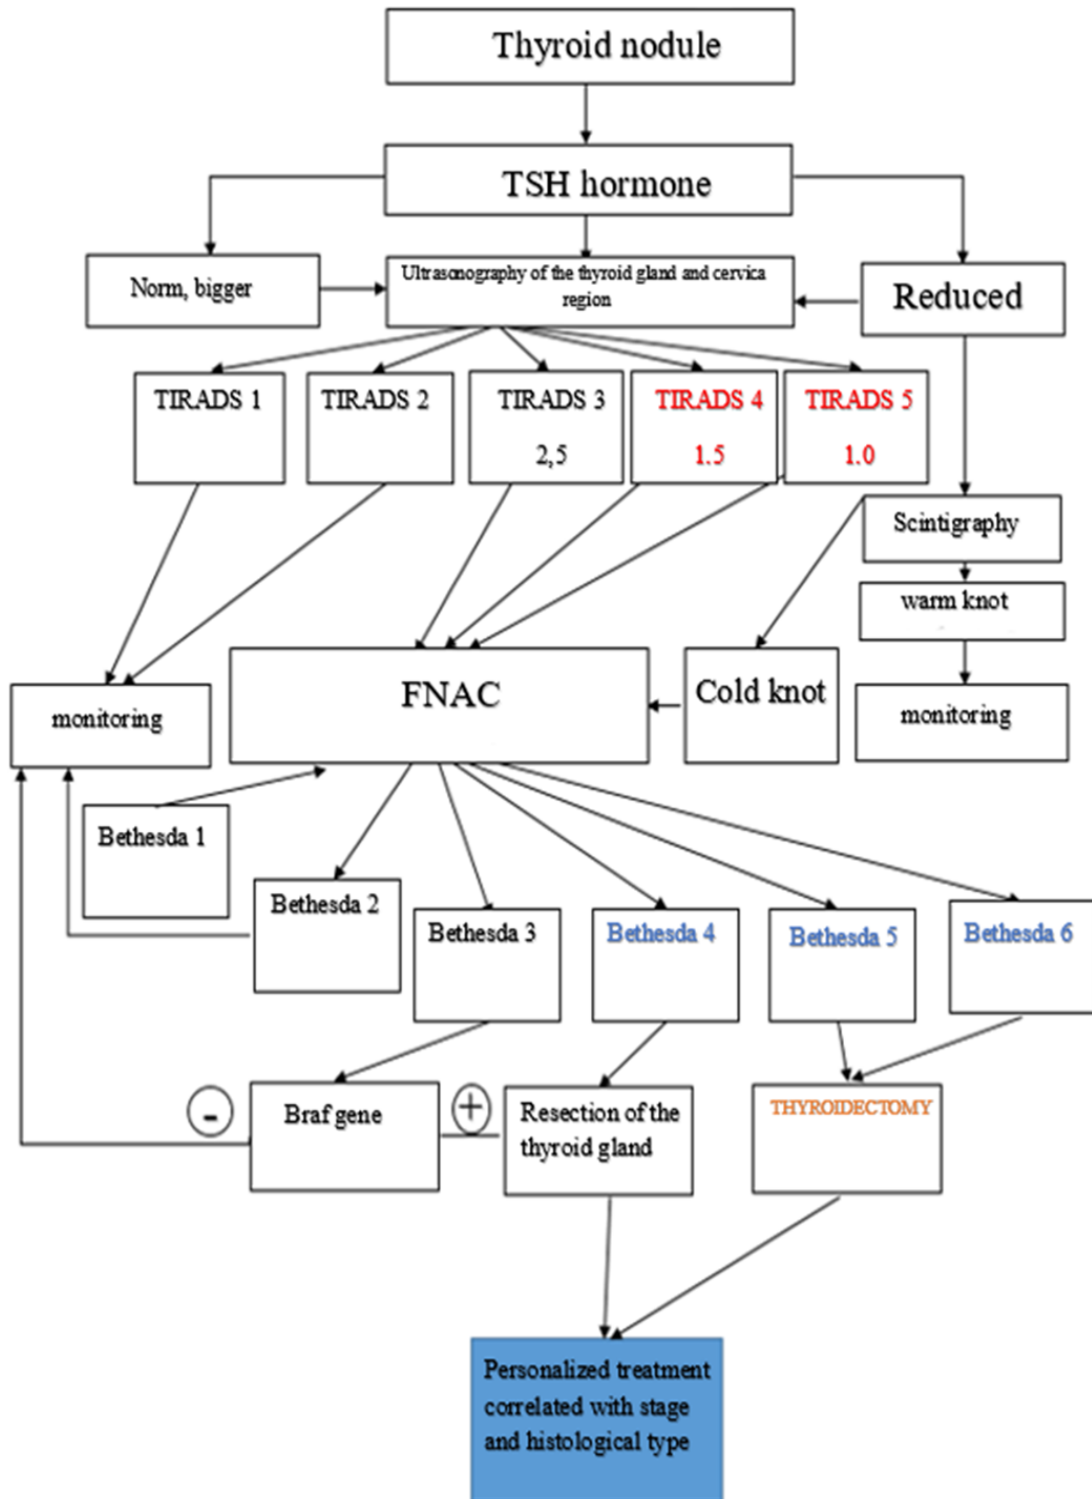 Thyroid nodule
TSH hormone
Norm, bigger
Ultrasonography of the thyroid gland and cervica
region
Reduced
TIRADS 1
TIRADS 2
TIRADS 3
2,5
TIRADS 4
1.5
TIRADS 5
1.0
Scintigraphy
warm knot
monitoring
FNAC
Cold knot
monitoring
Bethesda 1
Bethesda 2
Bethesda 3
Bethesda 4
Bethesda 5
Bethesda 6
-
Braf gene
+
Resection of the
thyroid gland
THYROIDECTOMY
Personalized treatment
correlated with stage
and histological type